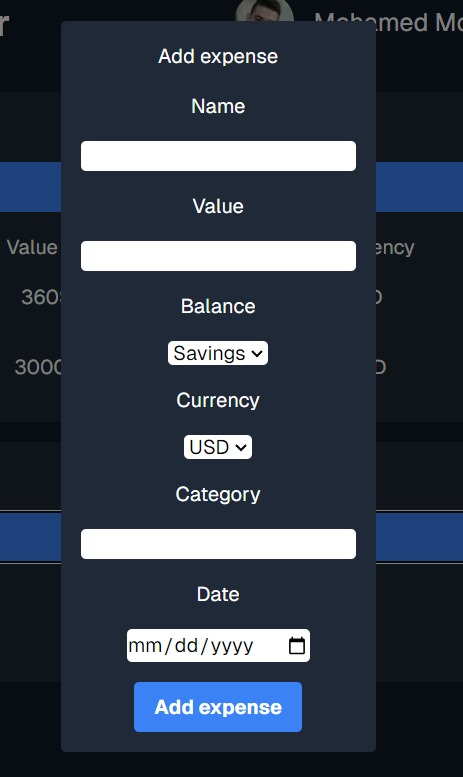 r
Mohamed Mo
Add expense
Name
Value
Balance
Savings
Currency
USD
Category
Date
mm/dd/yyyy
Add expense
Value
ency
360
D
3000
D